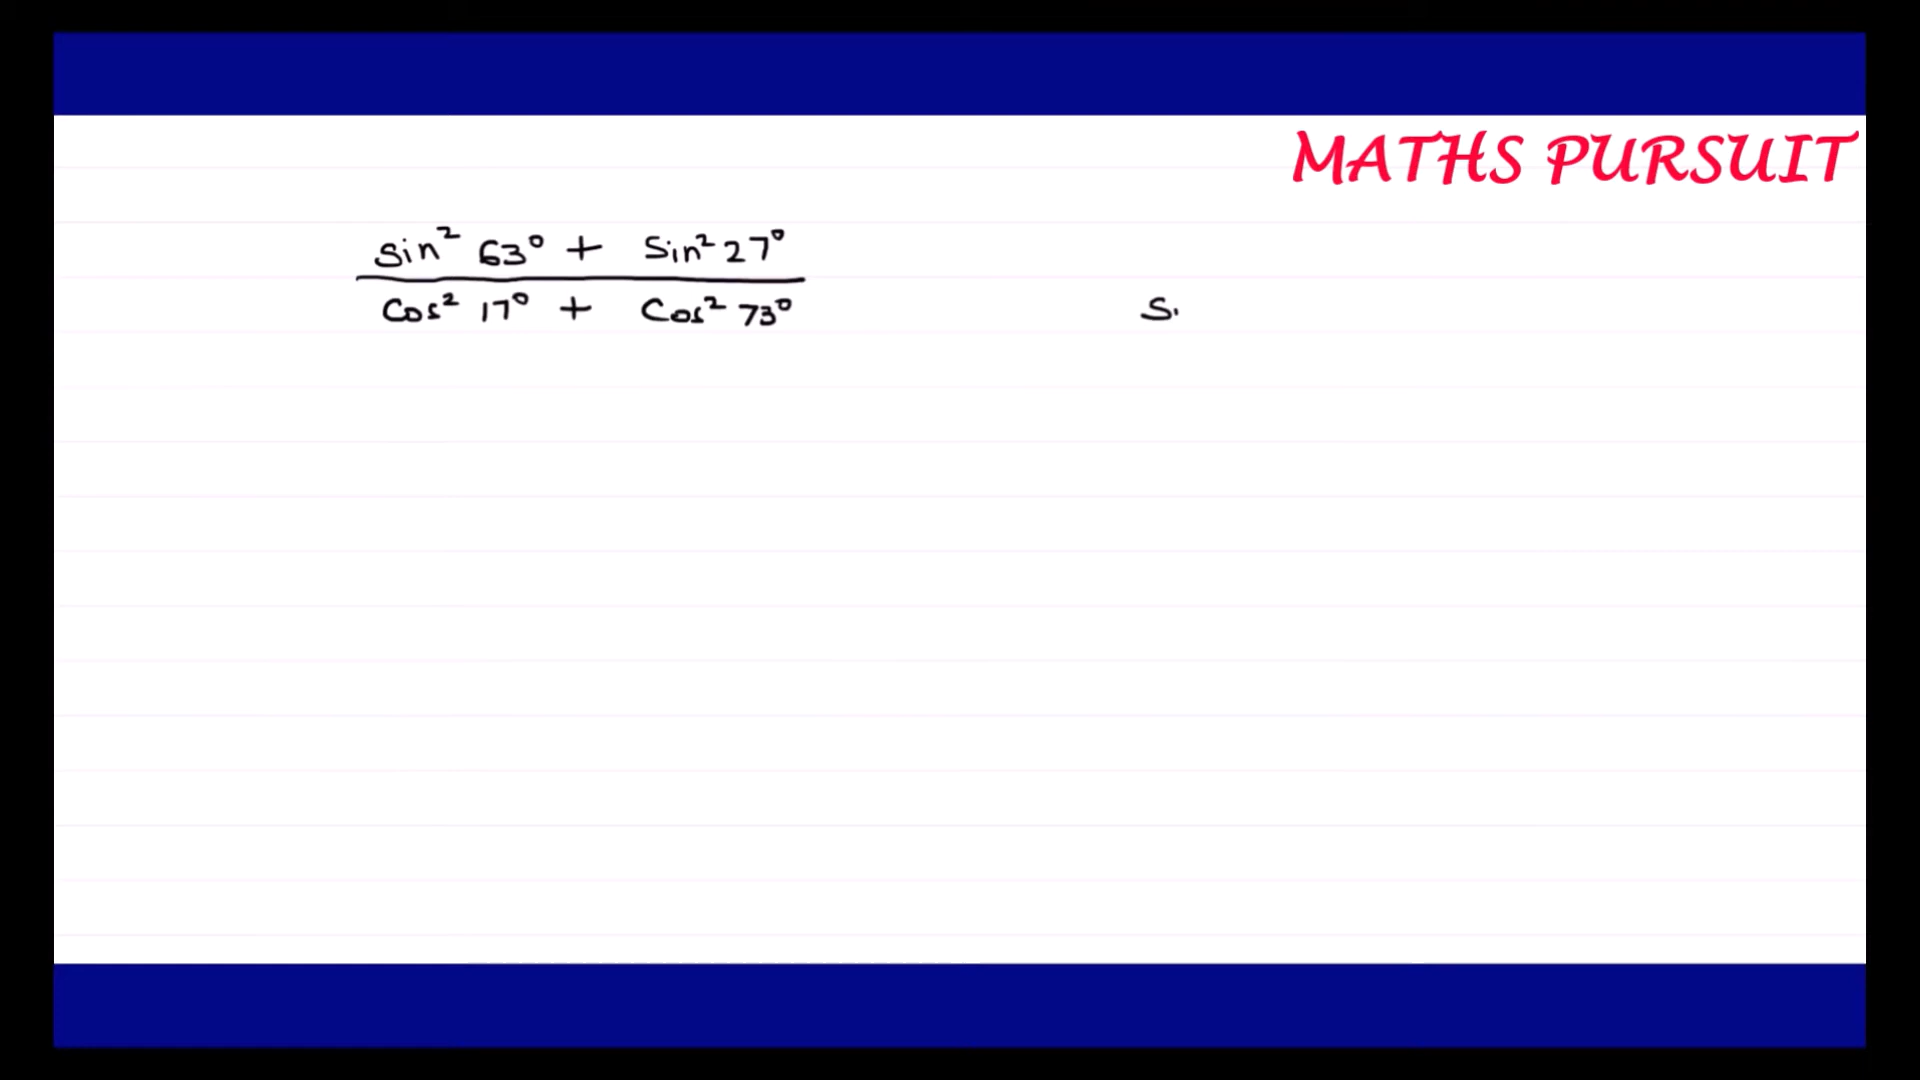 MATHS PURSUIT
sin² 63° + Sin² 27°
Cos² 17° + Cos² 73°
S.